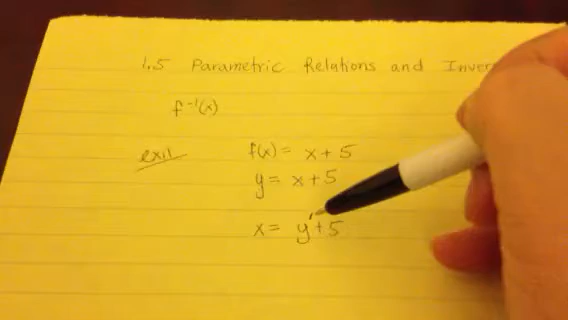 1.5 Parametric Relations and Inver
f⁻¹(x)
ex1)
f(x) = x + 5
y = x + 5
x = y' + 5